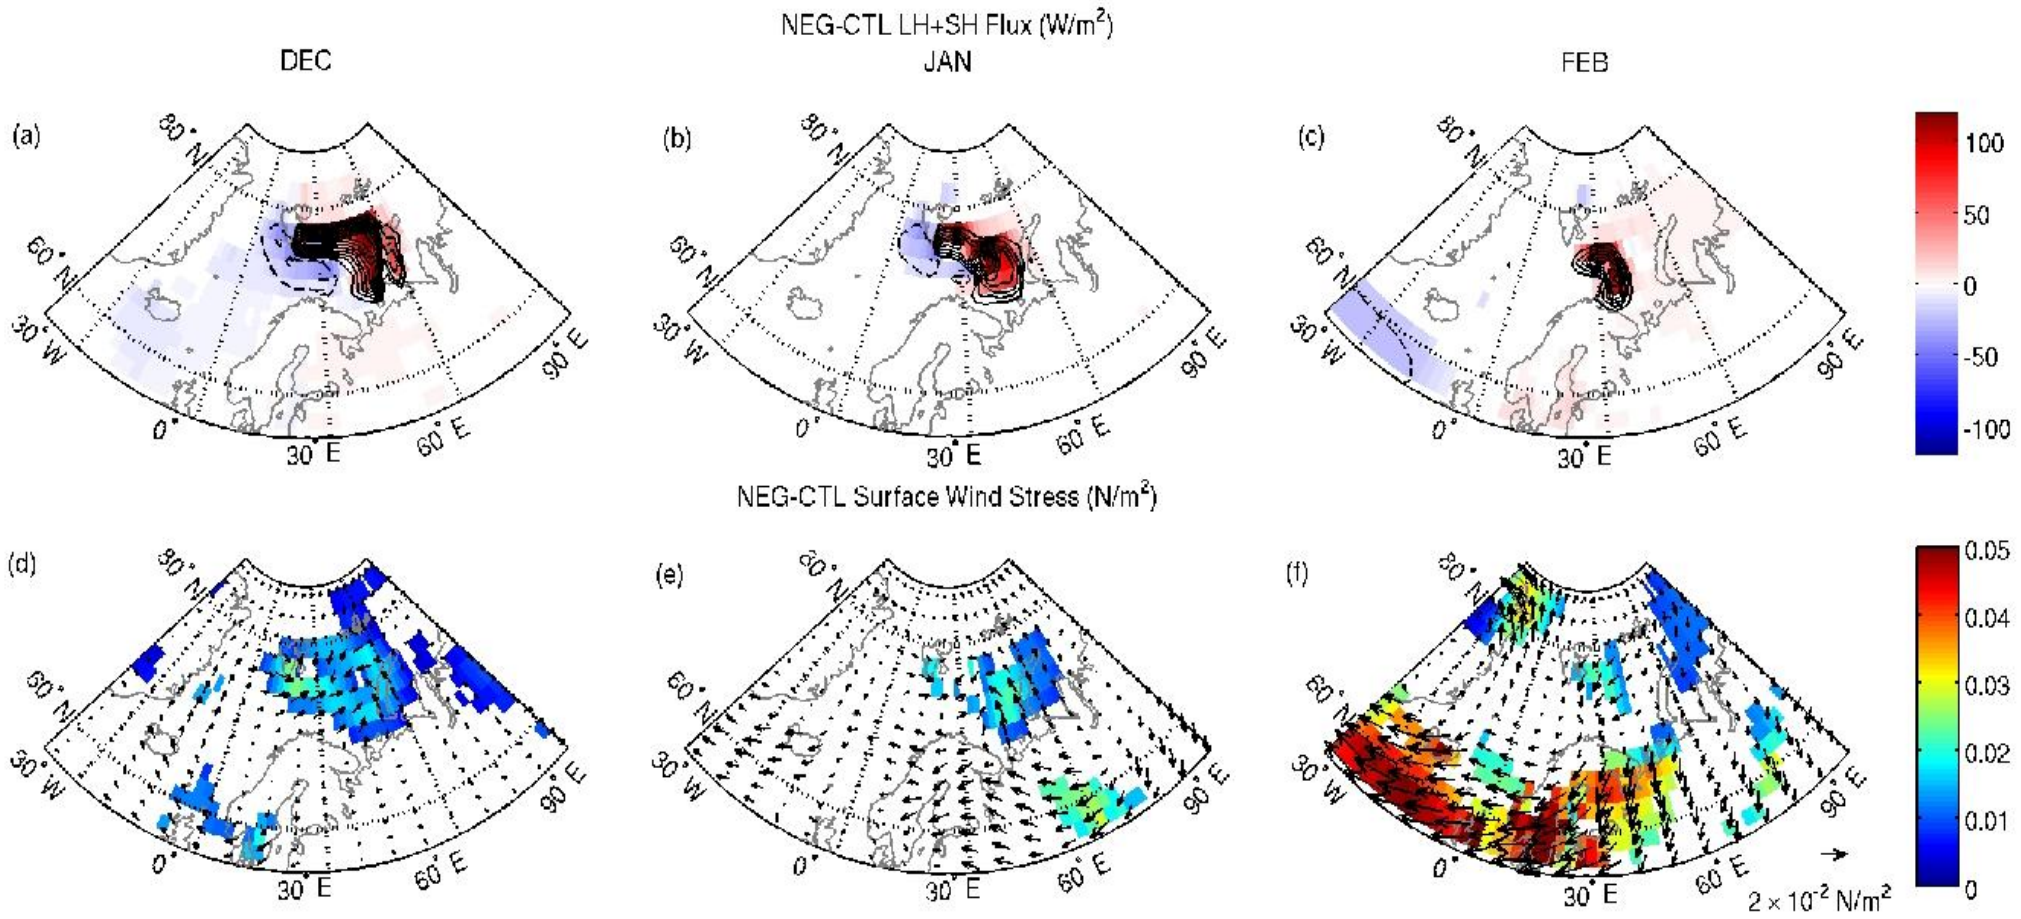 NEG-CTL LH+SH Flux (W/m²)
DEC
JAN
FEB
(a)
80° N
60° N
30° W
0°
30° E
60° E
90° E
(b)
80° N
60° N
30° W
0°
30° E
60° E
90° E
(c)
80° N
60° N
30° W
0°
30° E
60° E
90° E
100
50
0
-50
-100
NEG-CTL Surface Wind Stress (N/m²)
(d)
80° N
60° N
30° W
0°
30° E
60° E
90° E
(e)
80° N
60° N
30° W
0°
30° E
60° E
90° E
(f)
80° N
60° N
30° W
0°
30° E
60° E
90° E
0.05
0.04
0.03
0.02
0.01
0
2 × 10⁻² N/m²